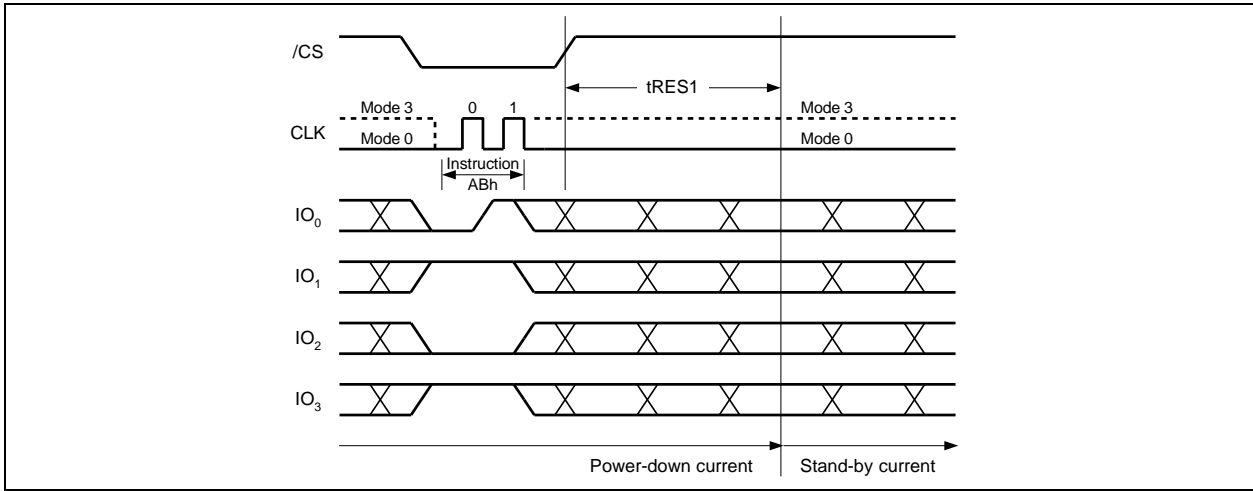 /CS
tRES1
Mode 3 0 1 Mode 3
CLK
Mode 0 Mode 0
Instruction
ABh
IO0
IO1
IO2
IO3
Power-down current Stand-by current